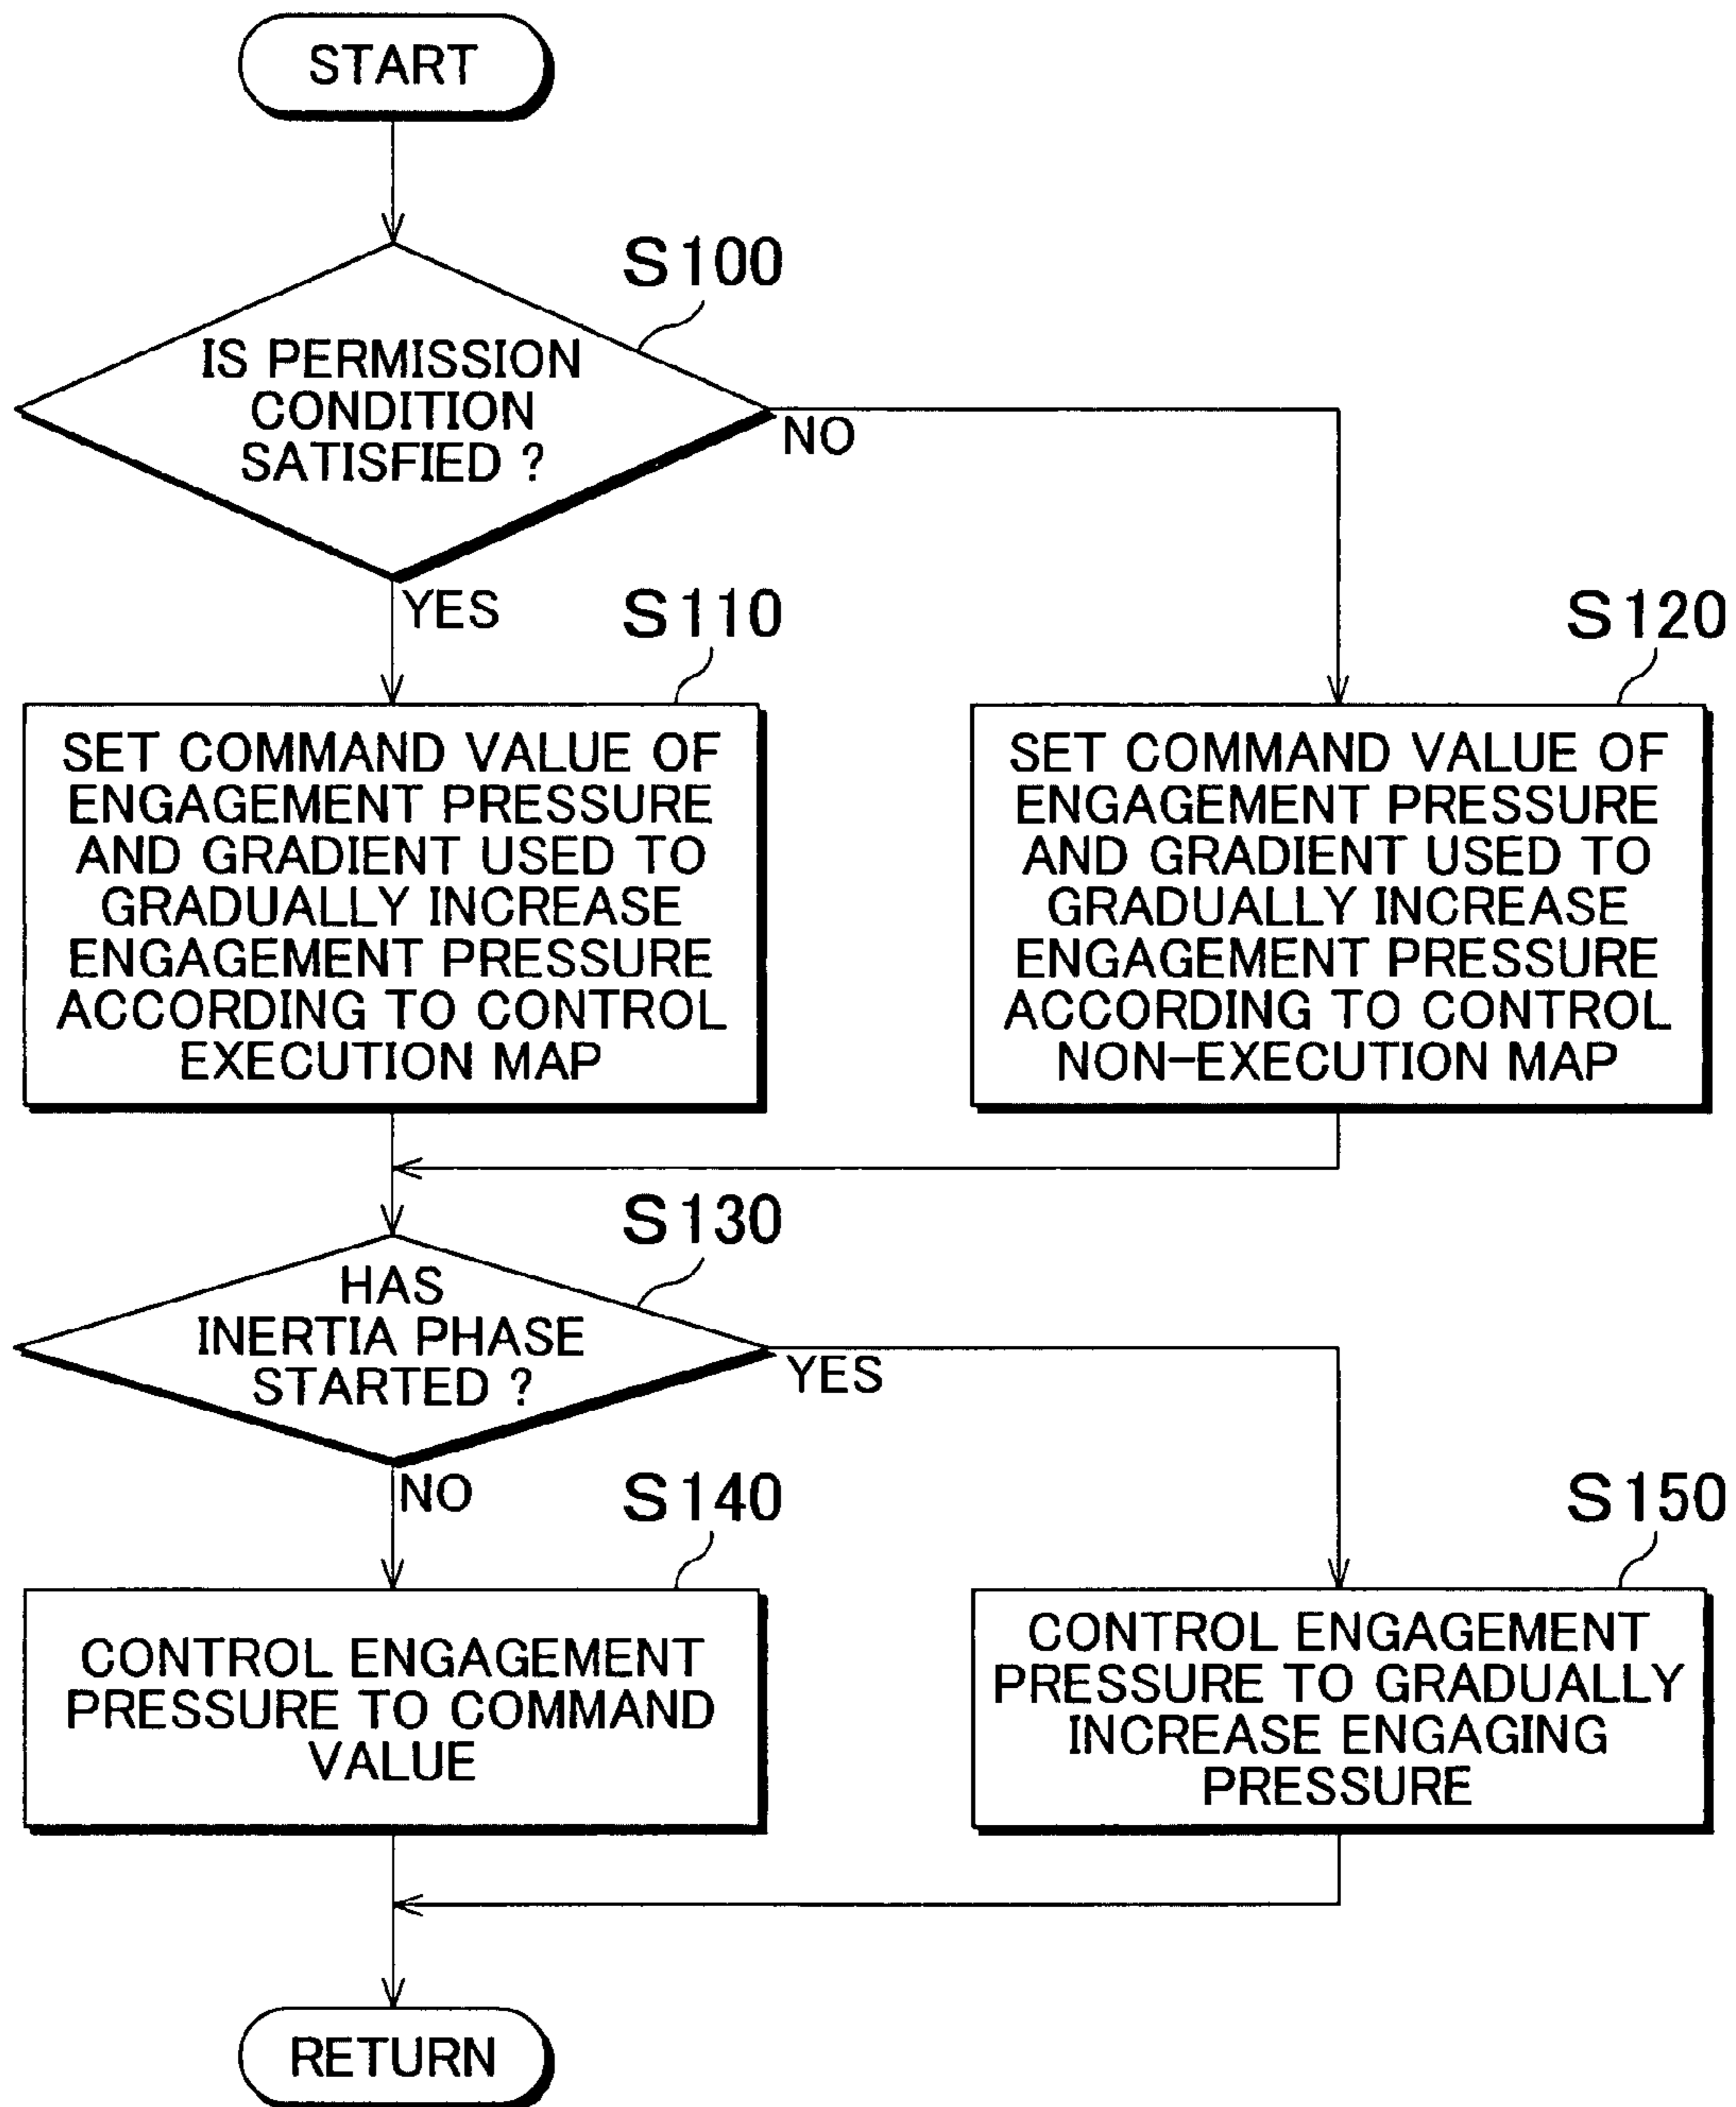 START
S100
IS PERMISSION
CONDITION
SATISFIED ?
NO
YES
S110
SET COMMAND VALUE OF
ENGAGEMENT PRESSURE
AND GRADIENT USED TO
GRADUALLY INCREASE
ENGAGEMENT PRESSURE
ACCORDING TO CONTROL
EXECUTION MAP
S120
SET COMMAND VALUE OF
ENGAGEMENT PRESSURE
AND GRADIENT USED TO
GRADUALLY INCREASE
ENGAGEMENT PRESSURE
ACCORDING TO CONTROL
NON-EXECUTION MAP
S130
HAS
INERTIA PHASE
STARTED ?
YES
NO
S140
CONTROL ENGAGEMENT
PRESSURE TO COMMAND
VALUE
S150
CONTROL ENGAGEMENT
PRESSURE TO GRADUALLY
INCREASE ENGAGING
PRESSURE
RETURN